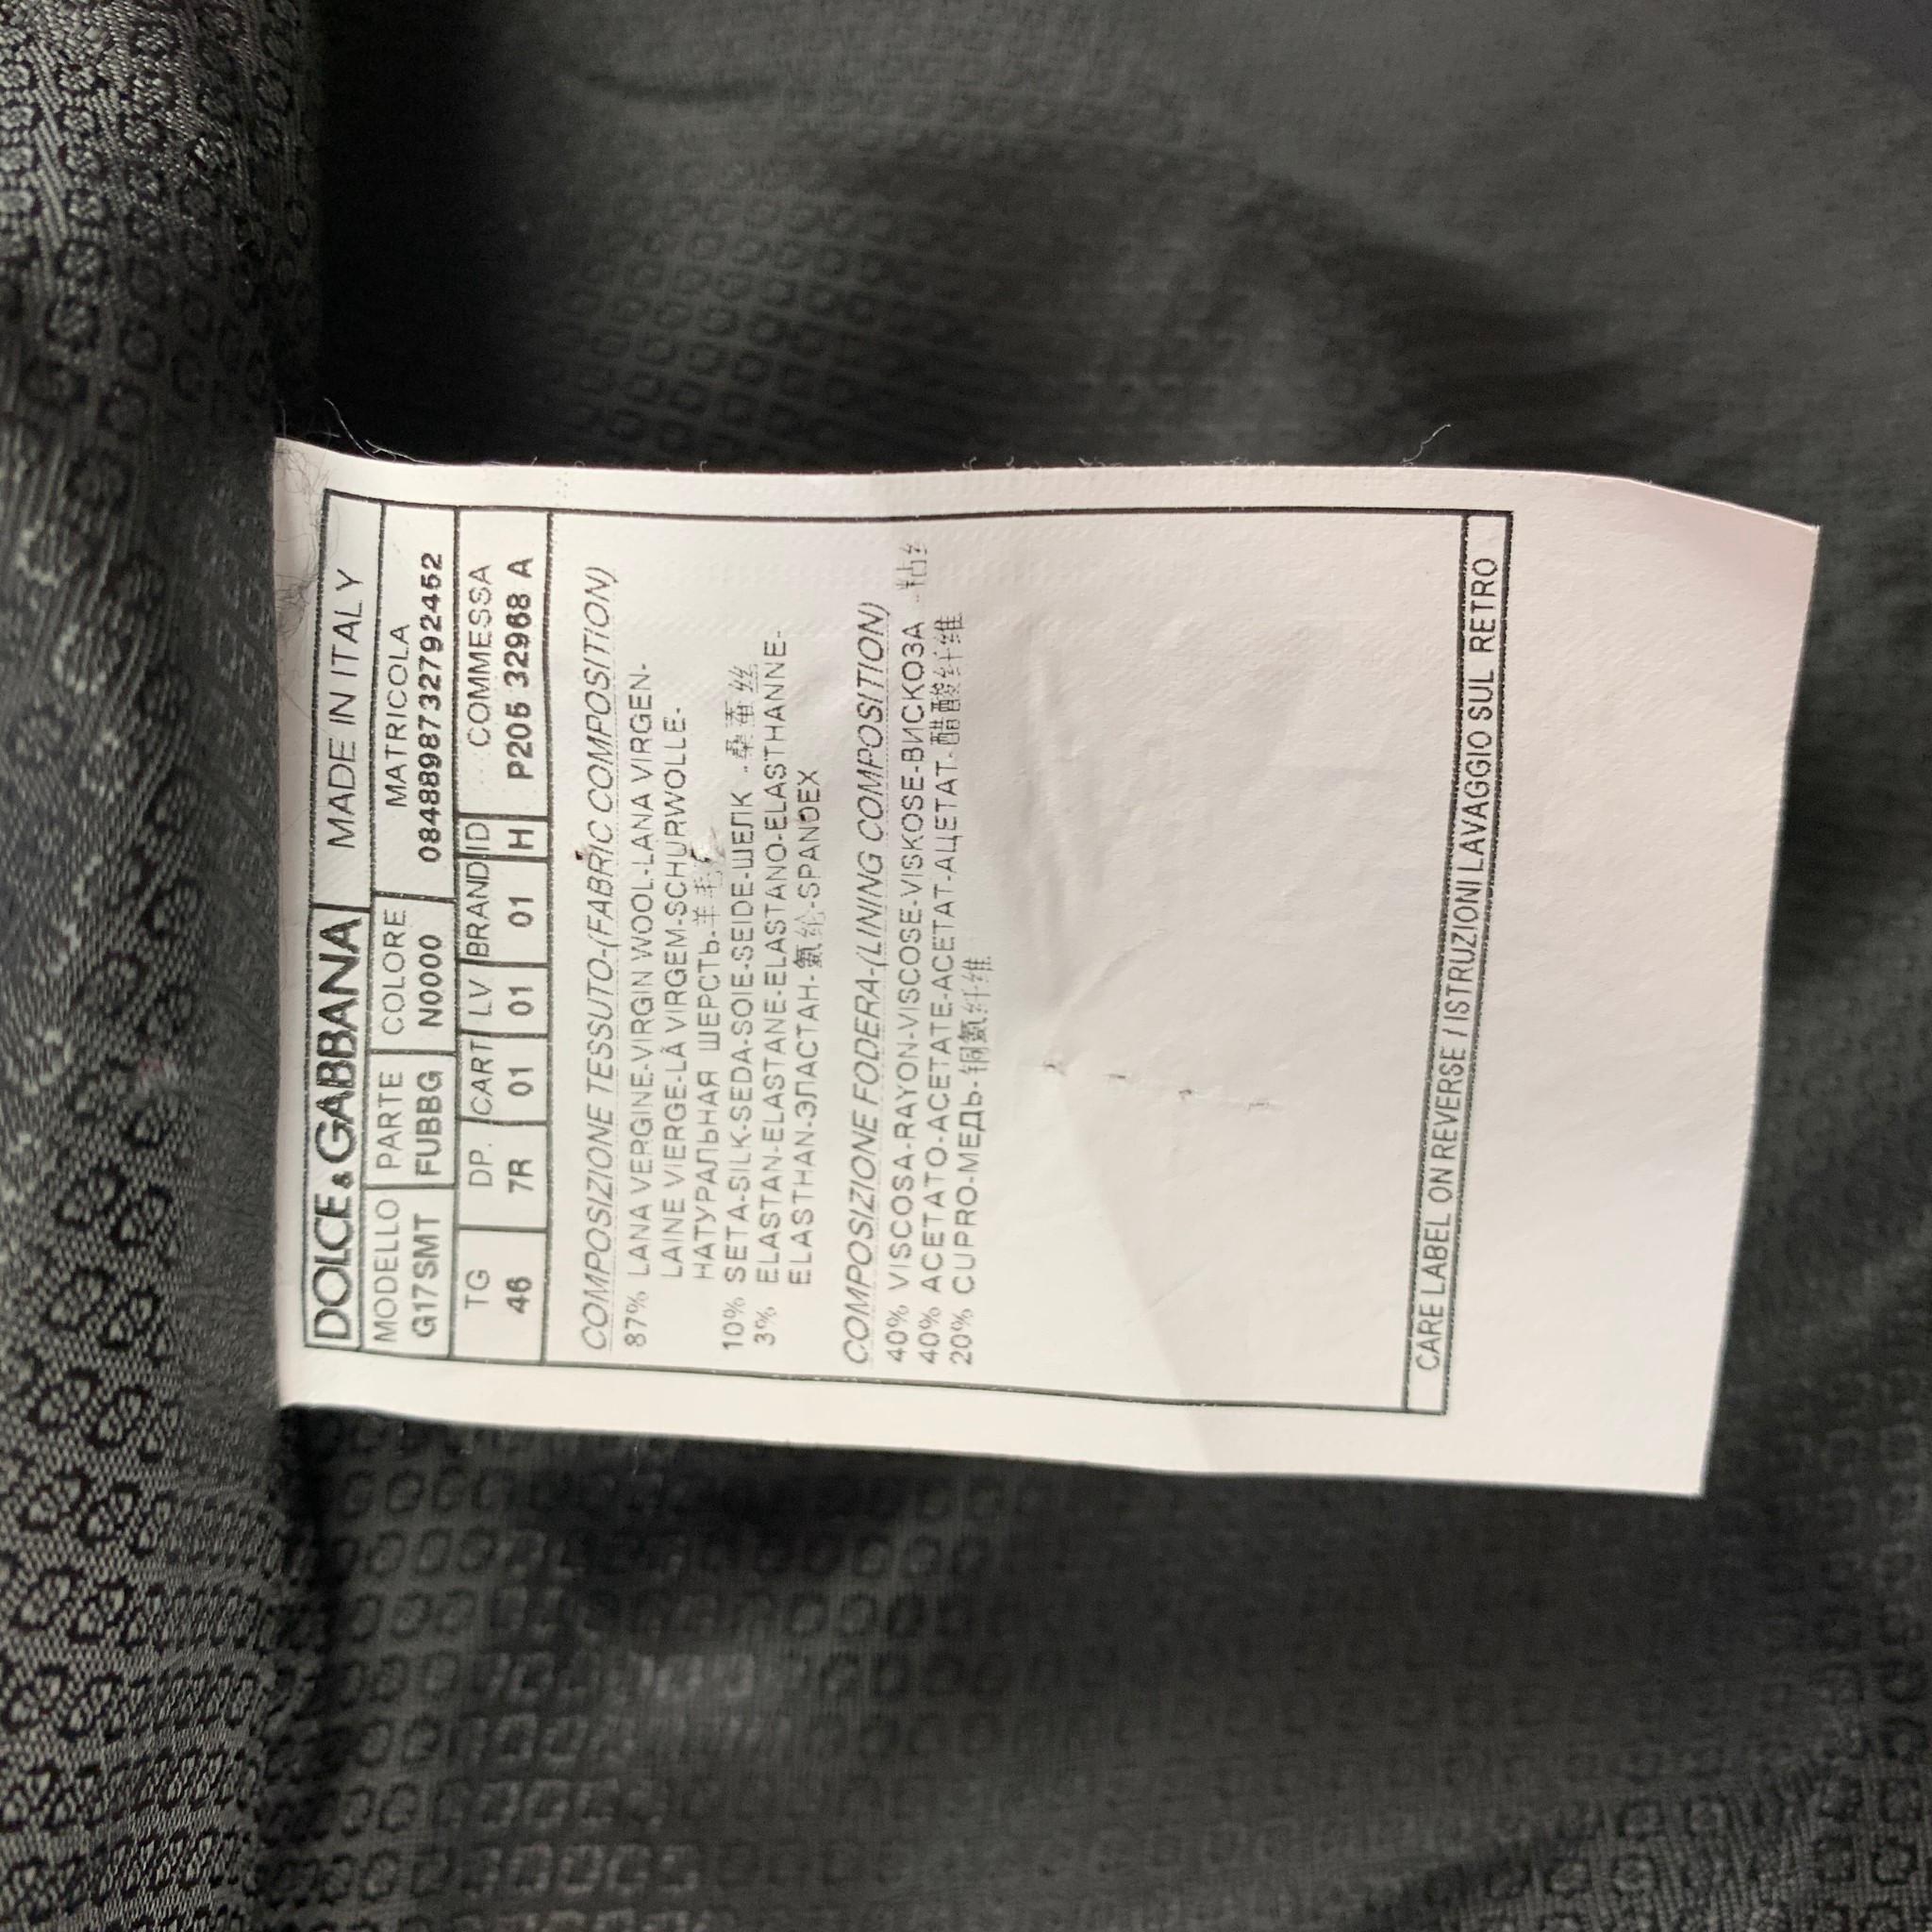 DOLCE & GABBANA MADE IN ITALY
MODELLO PARTE COLORE MATRICOLA
G17SMT FUBBG N0000 08488987327792452
TG DP. CART LV BRAND ID COMMESSA
46 7R 01 01 01 H P205 32968 A
COMPOSIZIONE TESSUTO-(FABRIC COMPOSITION)
87% LANA VERGINE-VIRGIN WOOL-LANA VIRGEN-
LAINE VIERGE-LÃ VIRGEM-SCHURWOLLE-
НАТУРАЛЬНАЯ ШЕРСТЬ-羊毛
10% SETA-SILK-SEDA-SOIE-SEIDE-ШЕЛК -桑蚕丝
3% ELASTAN-ELASTANE-ELASTANO-ELASTHANNE-
ELASTHAN-ЭЛАСТАН-氨纶-SPANDEX
COMPOSIZIONE FODERA-(LINING COMPOSITION)
40% VISCOSA-RAYON-VISCOSE-VISKOSE-ВИСКОЗА -粘纤
40% ACETATO-ACETATE-ACETAT-АЦЕТАТ-醋酸纤维
20% CUPRO-МЕДЬ-铜氨纤维
CARE LABEL ON REVERSE / ISTRUZIONI LAVAGGIO SUL RETRO